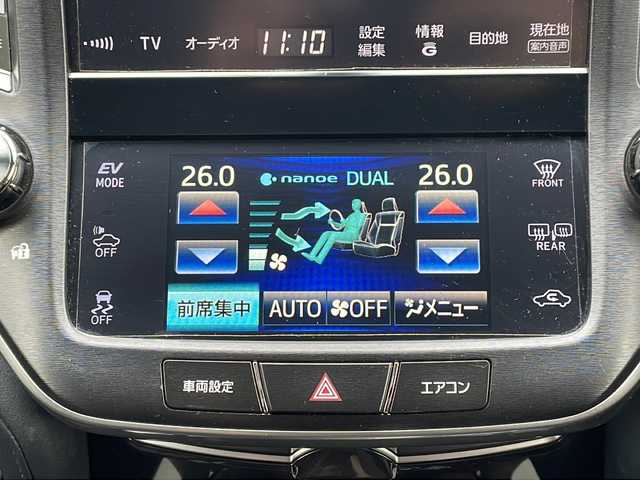 TV オーディオ 11:10 設定編集 情報 G 目的地 現在地 案内音声
EV MODE
26.0 nanoe DUAL 26.0
FRONT
OFF
REAR
OFF
前席集中 AUTO OFF メニュー
車両設定 エアコン